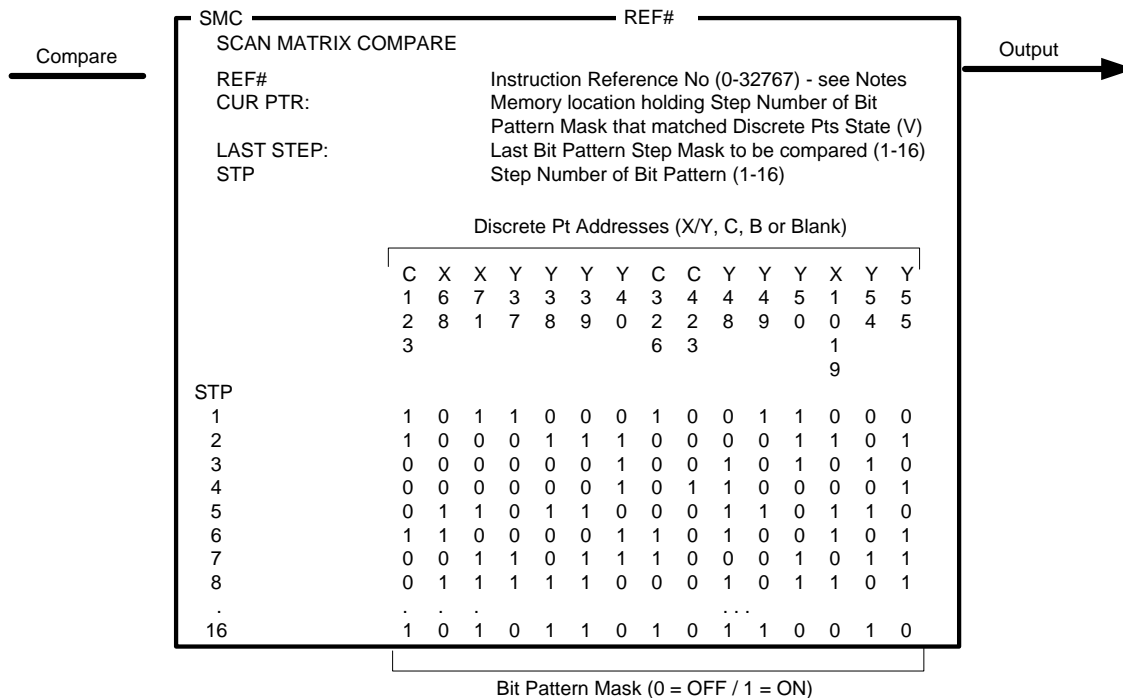 SMC REF#
SCAN MATRIX COMPARE
Compare
Output
REF# Instruction Reference No (0-32767) - see Notes
CUR PTR: Memory location holding Step Number of Bit
Pattern Mask that matched Discrete Pts State (V)
LAST STEP: Last Bit Pattern Step Mask to be compared (1-16)
STP Step Number of Bit Pattern (1-16)
Discrete Pt Addresses (X/Y, C, B or Blank)
C X X Y Y Y Y C C Y Y Y X Y Y
1 6 7 3 3 3 4 3 4 4 4 5 1 5 5
2 8 1 7 8 9 0 2 2 8 9 0 0 4 5
3 6 3 1
9
STP
1 1 0 1 1 0 0 0 1 0 0 1 1 0 0 0
2 1 0 0 0 1 1 1 0 0 0 0 1 1 0 1
3 0 0 0 0 0 0 1 0 0 1 0 1 0 1 0
4 0 0 0 0 0 0 1 0 1 1 0 0 0 0 1
5 0 1 1 0 1 1 0 0 0 1 1 0 1 1 0
6 1 1 0 0 0 0 1 1 0 1 0 0 1 0 1
7 0 0 1 1 0 1 1 1 0 0 0 1 0 1 1
8 0 1 1 1 1 1 0 0 0 1 0 1 1 0 1
. . . . . . .
16 1 0 1 0 1 1 0 1 0 1 1 0 0 1 0
Bit Pattern Mask (0 = OFF / 1 = ON)